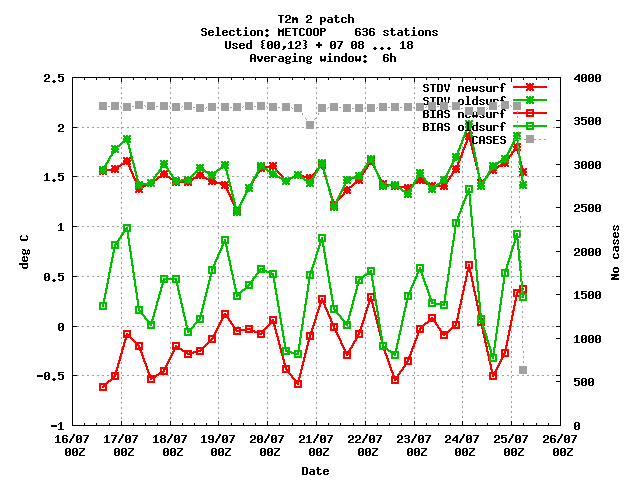 T2m 2 patch
Selection: METCOOP 636 stations
Used {00,12} + 07 08 ... 18
Averaging window: 6h
2.5
2
1.5
1
0.5
0
-0.5
-1
deg C
STDV newsurf
STDV oldsurf
BIAS newsurf
BIAS oldsurf
CASES
4000
3500
3000
2500
2000
1500
1000
500
0
No cases
16/07 17/07 18/07 19/07 20/07 21/07 22/07 23/07 24/07 25/07 26/07
00Z 00Z 00Z 00Z 00Z 00Z 00Z 00Z 00Z 00Z 00Z
Date